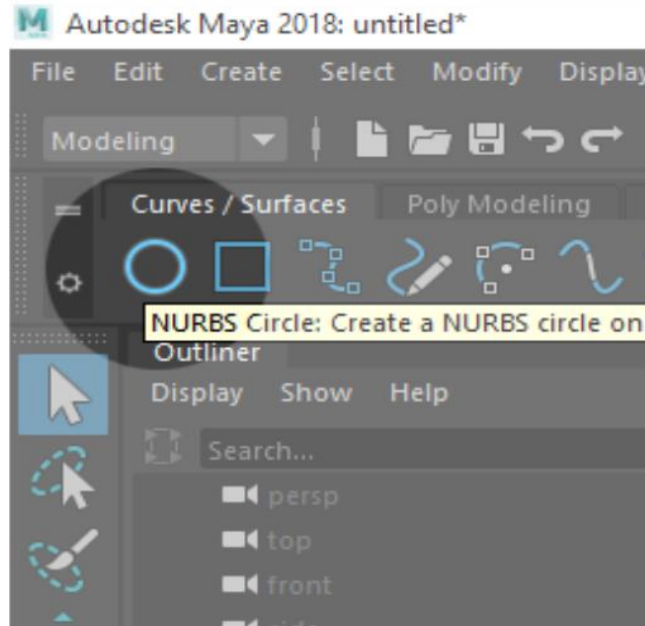 Autodesk Maya 2018: untitled*
File Edit Create Select Modify Display
Modeling
Curves / Surfaces Poly Modeling
NURBS Circle: Create a NURBS circle on
Outliner
Display Show Help
Search...
persp
top
front